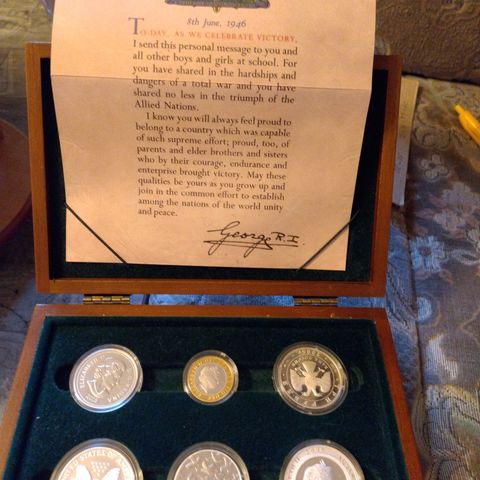 8th June, 1946
TO-DAY, AS WE CELEBRATE VICTORY,
I send this personal message to you and
all other boys and girls at school. For
you have shared in the hardships and
dangers of a total war and you have
shared no less in the triumph of the
Allied Nations.
I know you will always feel proud to
belong to a country which was capable
of such supreme effort; proud, too, of
parents and elder brothers and sisters
who by their courage, endurance and
enterprise brought victory. May these
qualities be yours as you grow up and
join in the common effort to establish
among the nations of the world unity
and peace.
George R.I.
ELIZABETH II
UNITED STATES OF AMERICA